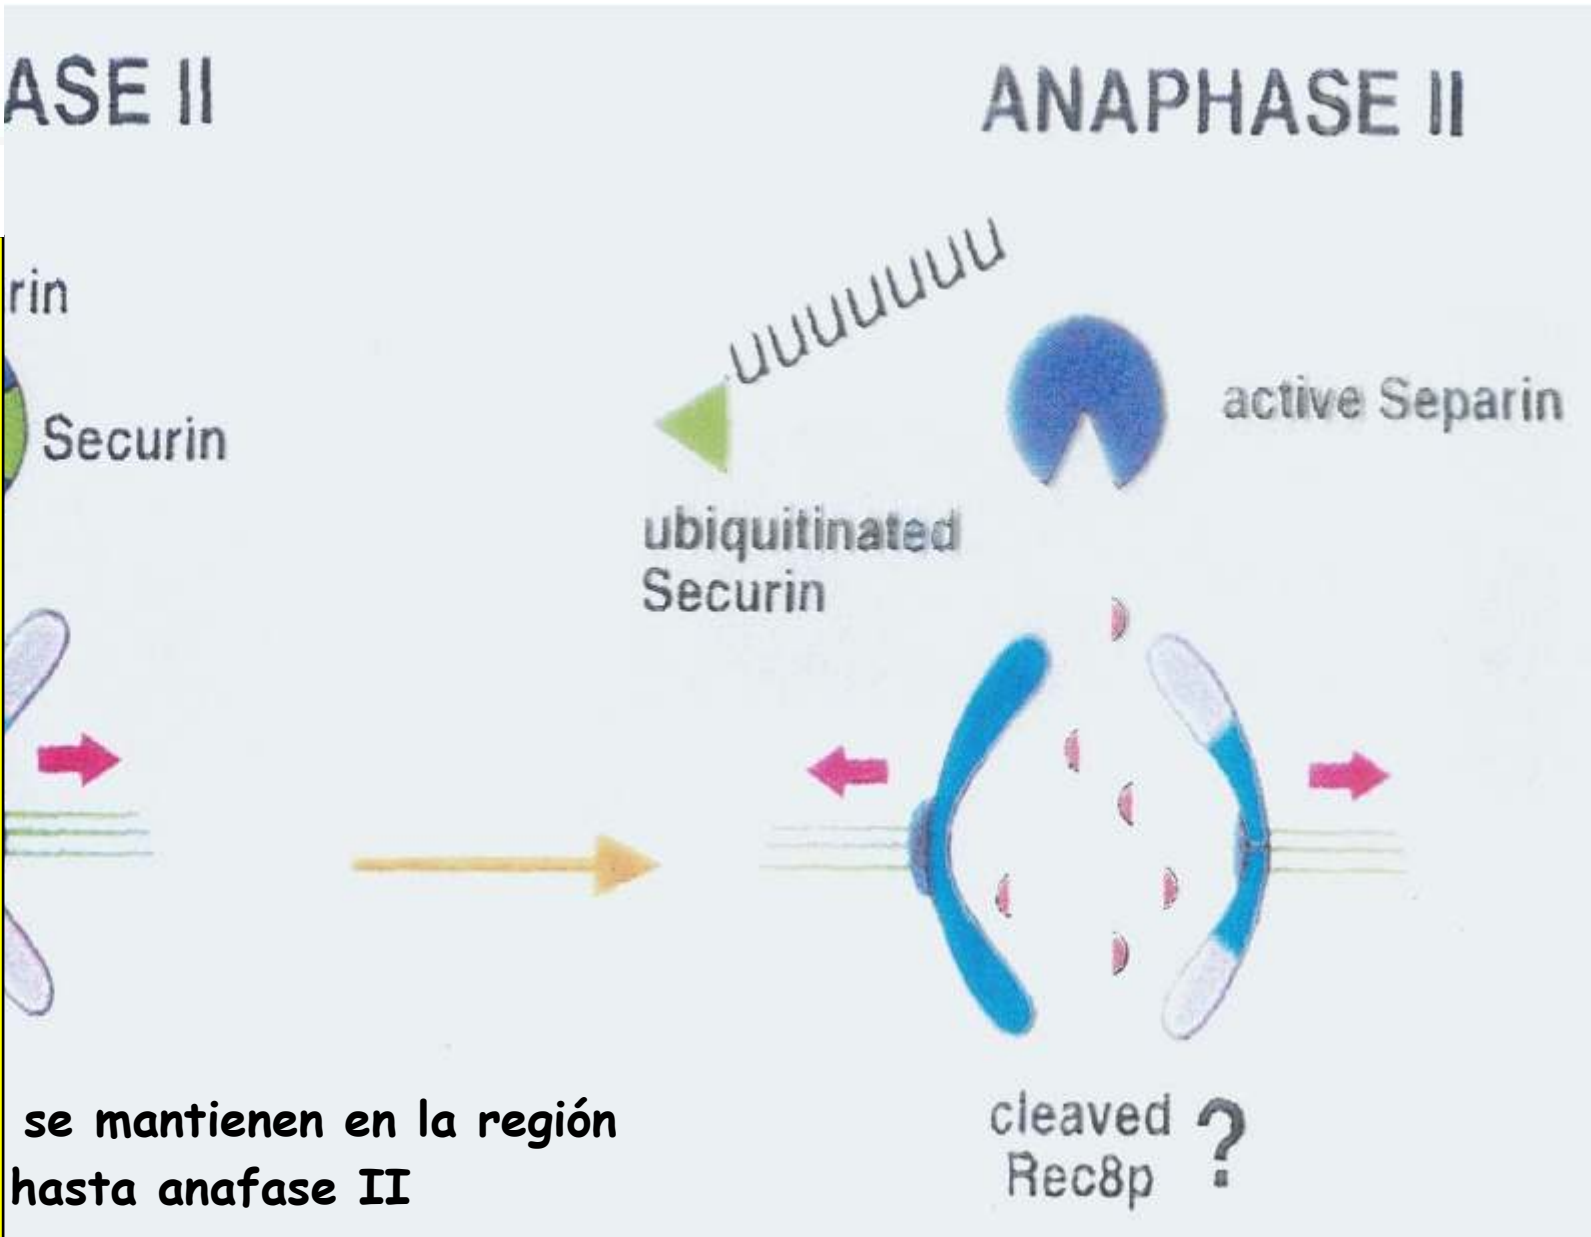 ASE II
ANAPHASE II
rin
Securin
uuuuuuu
active Separin
ubiquitinated
Securin
se mantienen en la región
hasta anafase II
cleaved
Rec8p
?